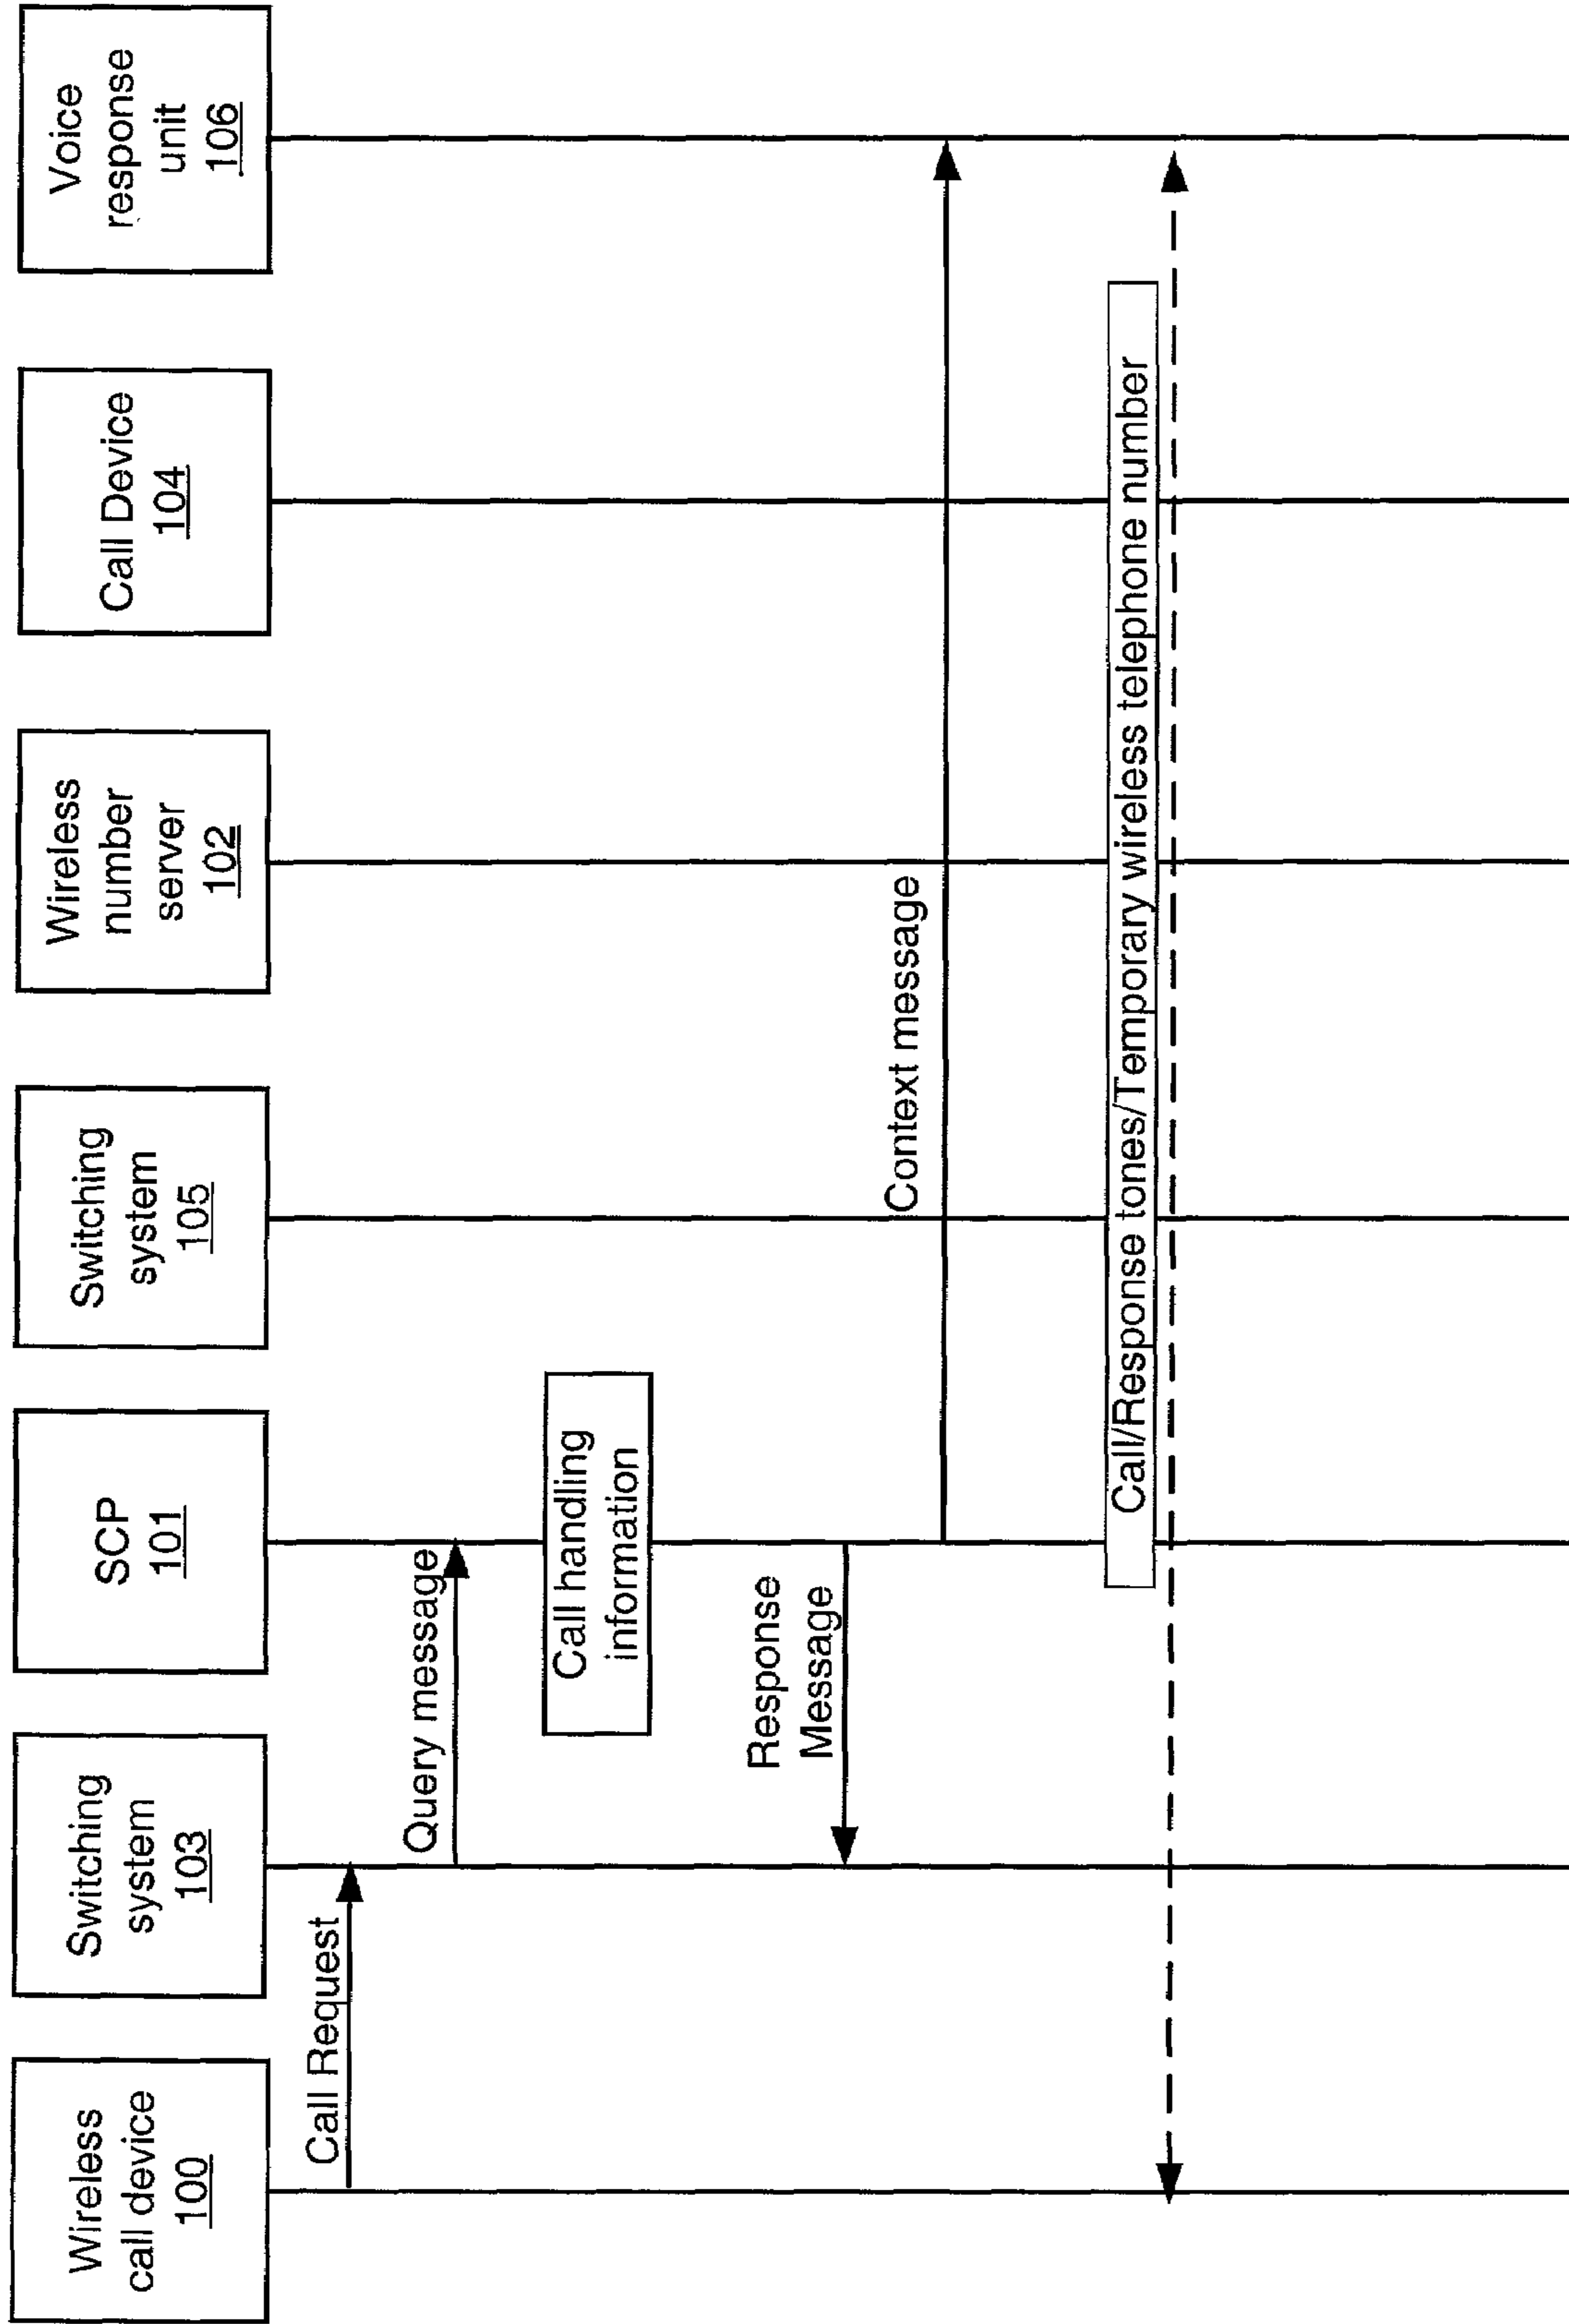 Wireless
call device
100
Switching
system
103
SCP
101
Switching
system
105
Wireless
number
server
102
Call Device
104
Voice
response
unit
106
Call Request
Query message
Call handling
information
Response
Message
Context message
Call/Response tones/Temporary wireless telephone number